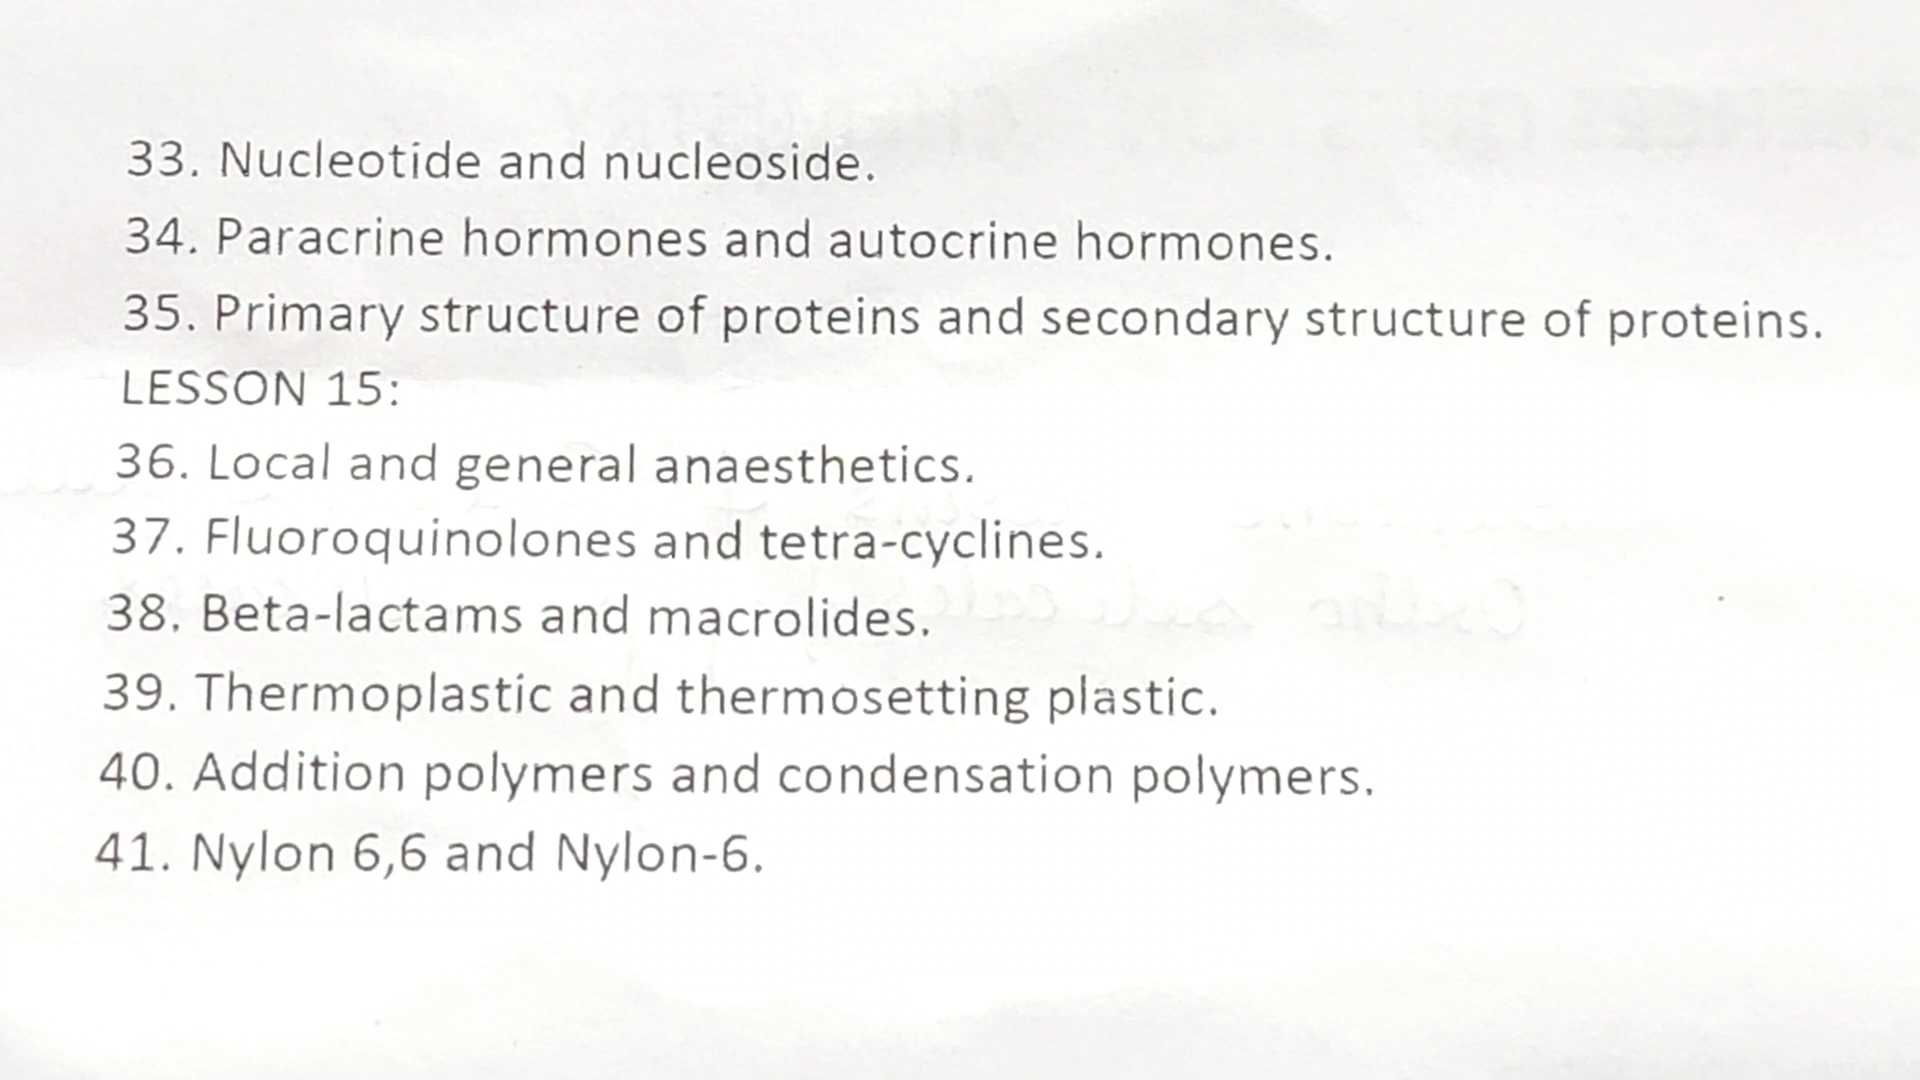 33. Nucleotide and nucleoside.
34. Paracrine hormones and autocrine hormones.
35. Primary structure of proteins and secondary structure of proteins.
LESSON 15:
36. Local and general anaesthetics.
37. Fluoroquinolones and tetra-cyclines.
38. Beta-lactams and macrolides.
39. Thermoplastic and thermosetting plastic.
40. Addition polymers and condensation polymers.
41. Nylon 6,6 and Nylon-6.